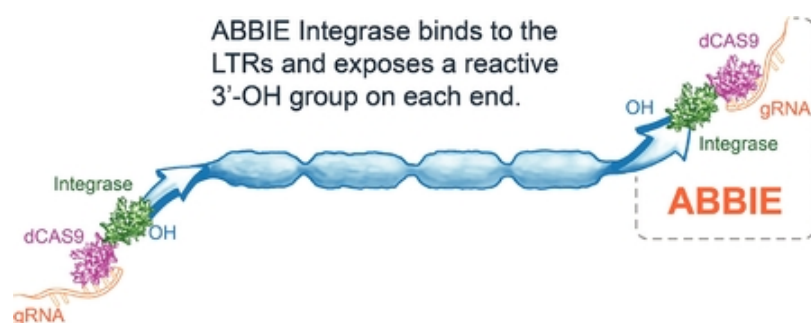 ABBIE Integrase binds to the
LTRs and exposes a reactive
3'-OH group on each end.
dCAS9
OH
gRNA
Integrase
ABBIE
Integrase
OH
dCAS9
gRNA